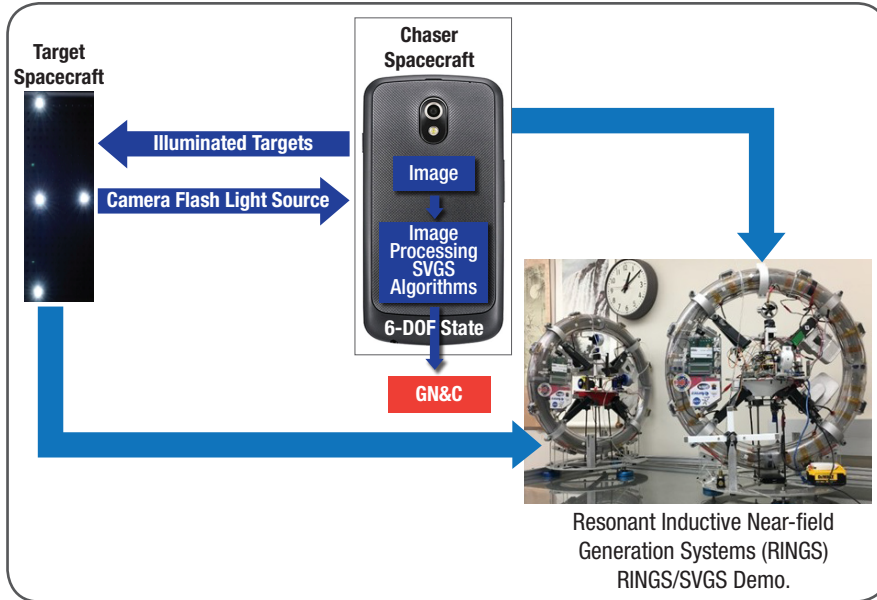 Target
Spacecraft
Chaser
Spacecraft
Illuminated Targets
Camera Flash Light Source
Image
Image
Processing
SVGS
Algorithms
6-DOF State
GN&C
Resonant Inductive Near-field
Generation Systems (RINGS)
RINGS/SVGS Demo.